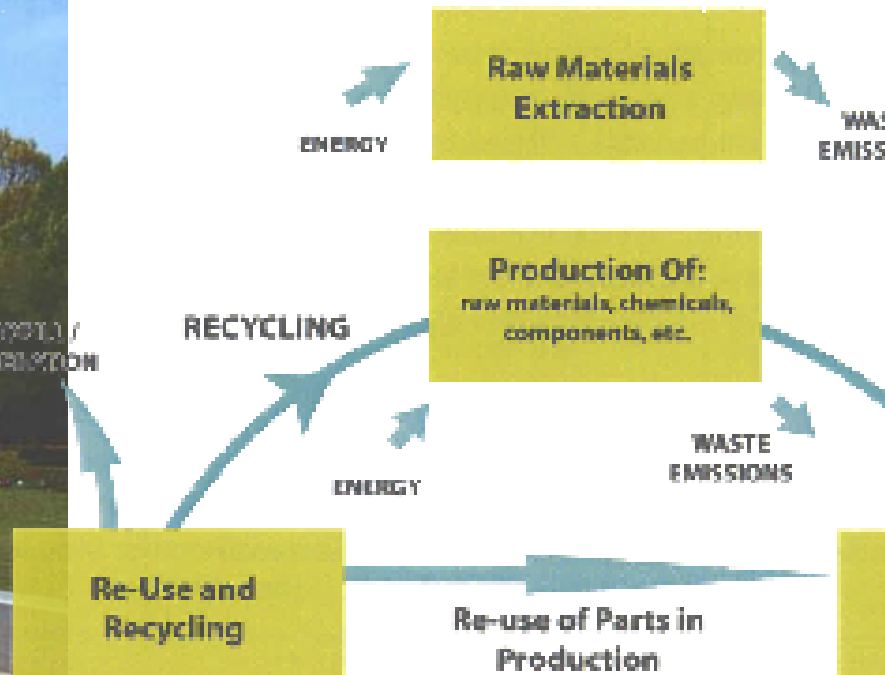 Raw Materials
Extraction
ENERGY
Production Of:
raw materials, chemicals,
components, etc.
RECYCLING
WASTE
EMISSIONS
ENERGY
Re-Use and
Recycling
Re-use of Parts in
Production